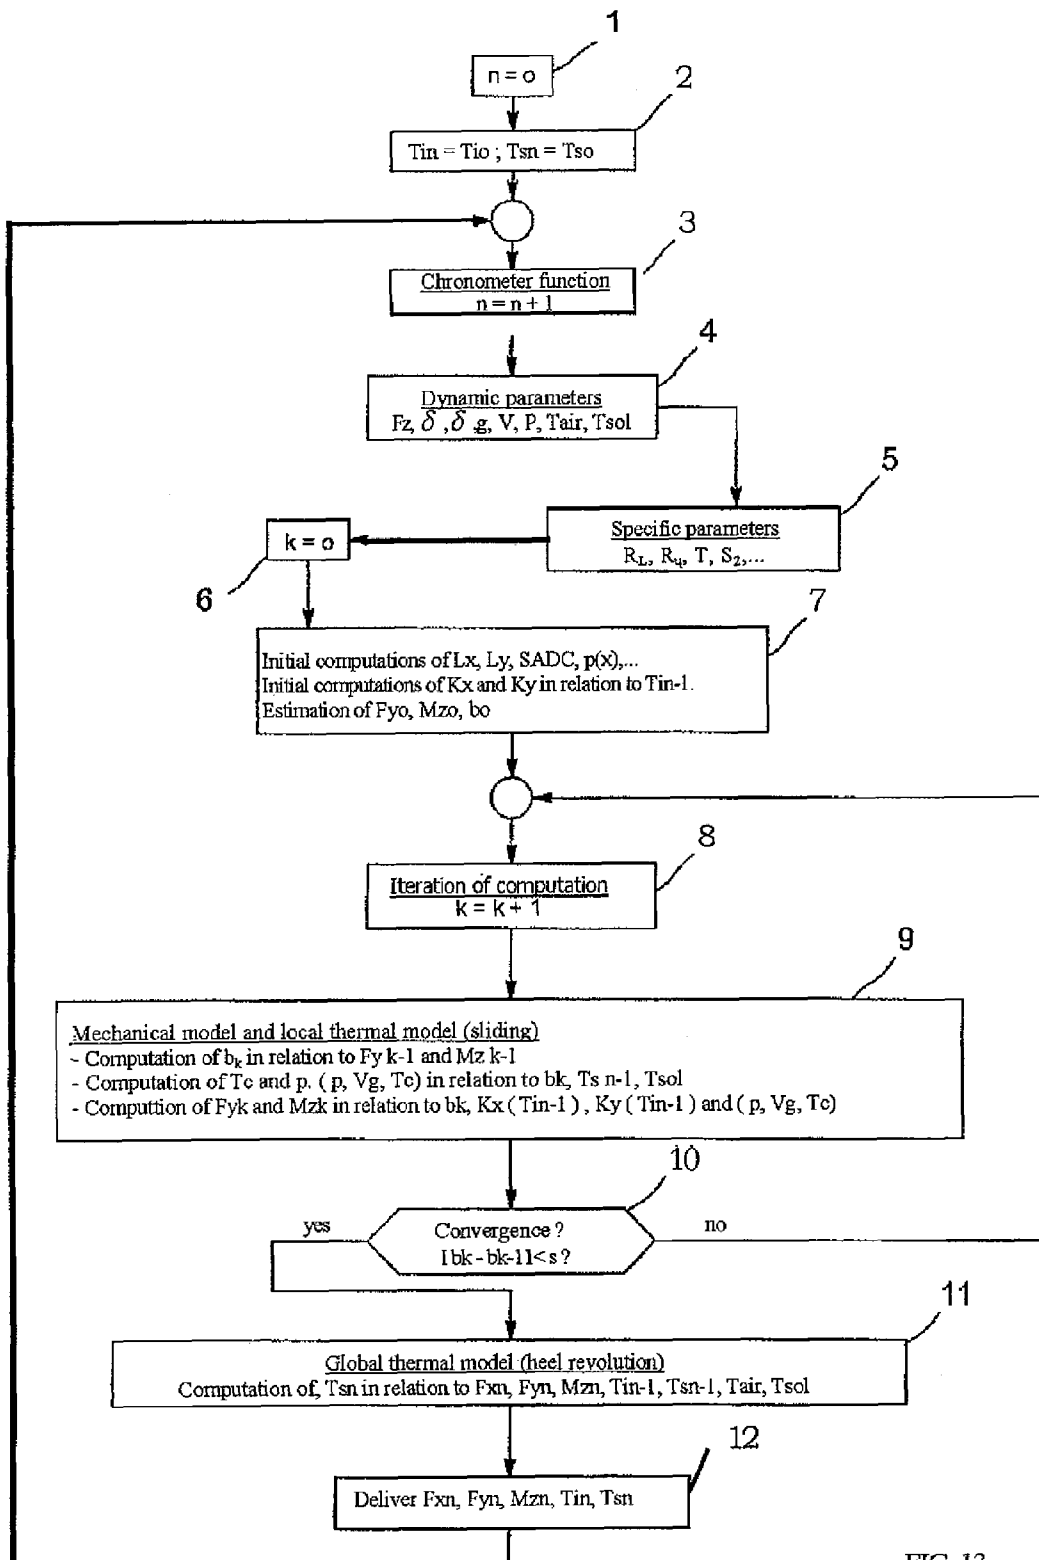 1
n = o
2
Tin = Tio ; Tsn = Tso
3
Chronometer function
n = n + 1
4
Dynamic parameters
Fz, δ ,δ g, V, P, Tair, Tsol
5
Specific parameters
R_L, R_ц, T, S_2,...
k = o
6
7
Initial computations of Lx, Ly, SADC, p(x),...
Initial computations of Kx and Ky in relation to Tin-1.
Estimation of Fyo, Mzo, bo
8
Iteration of computation
k = k + 1
9
Mechanical model and local thermal model (sliding)
- Computation of b_k in relation to Fy k-1 and Mz k-1
- Computation of Tc and p. ( p, Vg, Tc) in relation to bk, Ts n-1, Tsol
- Computtion of Fyk and Mzk in relation to bk, Kx ( Tin-1) , Ky ( Tin-1 ) and ( p, Vg, Tc)
10
yes
Convergence ?
no
I bk - bk-1I< s ?
11
Global thermal model (heel revolution)
Computation of, Tsn in relation to Fxn, Fyn, Mzn, Tin-1, Tsn-1, Tair, Tsol
12
Deliver Fxn, Fyn, Mzn, Tin, Tsn